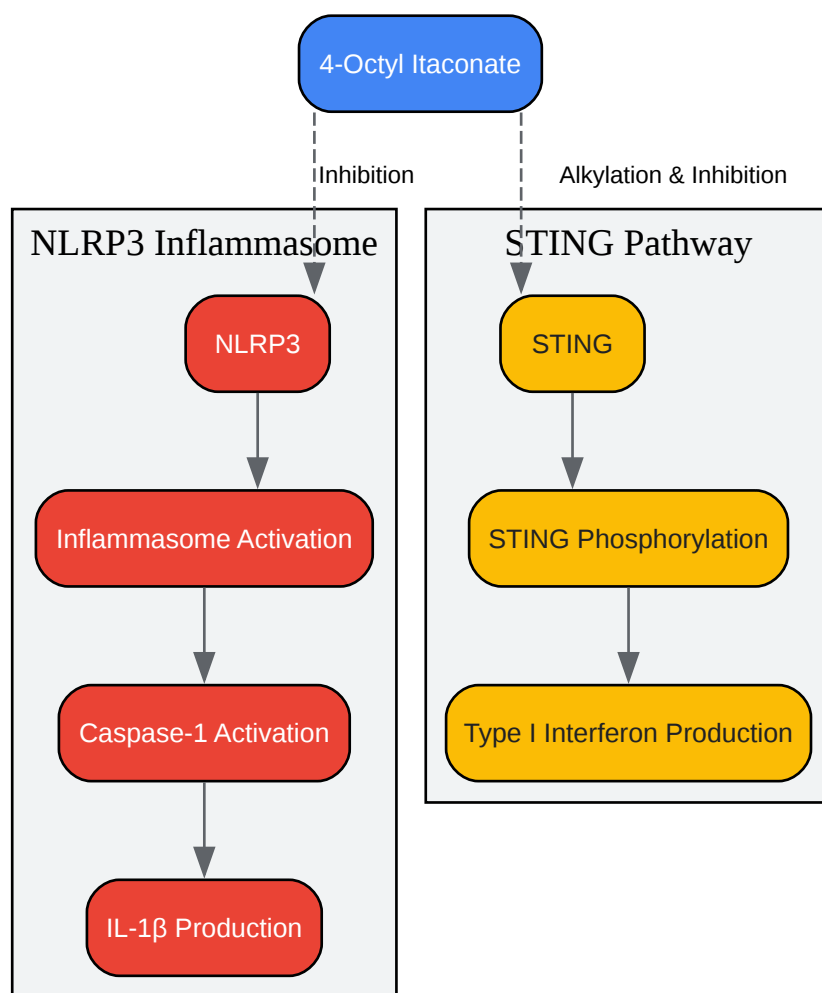 4-Octyl Itaconate
Inhibition
Alkylation & Inhibition
NLRP3 Inflammasome
STING Pathway
NLRP3
STING
Inflammasome Activation
STING Phosphorylation
Caspase-1 Activation
Type I Interferon Production
IL-1β Production